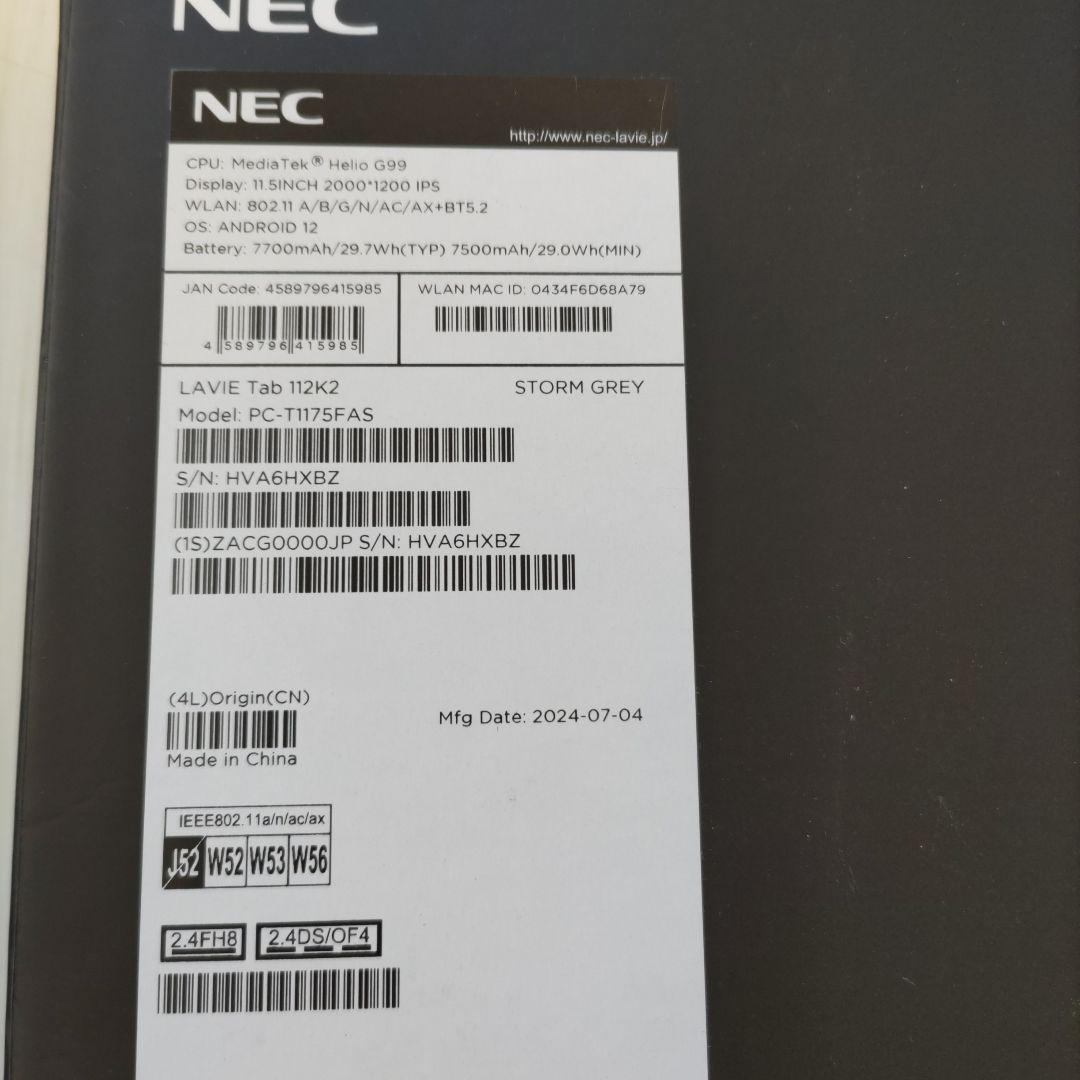 NEC
NEC
http://www.nec-lavie.jp/
CPU: MediaTek® Helio G99
Display: 11.5INCH 2000*1200 IPS
WLAN: 802.11 A/B/G/N/AC/AX+BT5.2
OS: ANDROID 12
Battery: 7700mAh/29.7Wh(TYP) 7500mAh/29.0Wh(MIN)
JAN Code: 4589796415985
4 589796 415985
WLAN MAC ID: 0434F6D68A79
LAVIE Tab 112K2 STORM GREY
Model: PC-T1175FAS
S/N: HVA6HXBZ
(1S)ZACG0000JP S/N: HVA6HXBZ
(4L)Origin(CN)
Mfg Date: 2024-07-04
Made in China
IEEE802.11a/n/ac/ax
J52 W52 W53 W56
2.4FH8 2.4DS/OF4